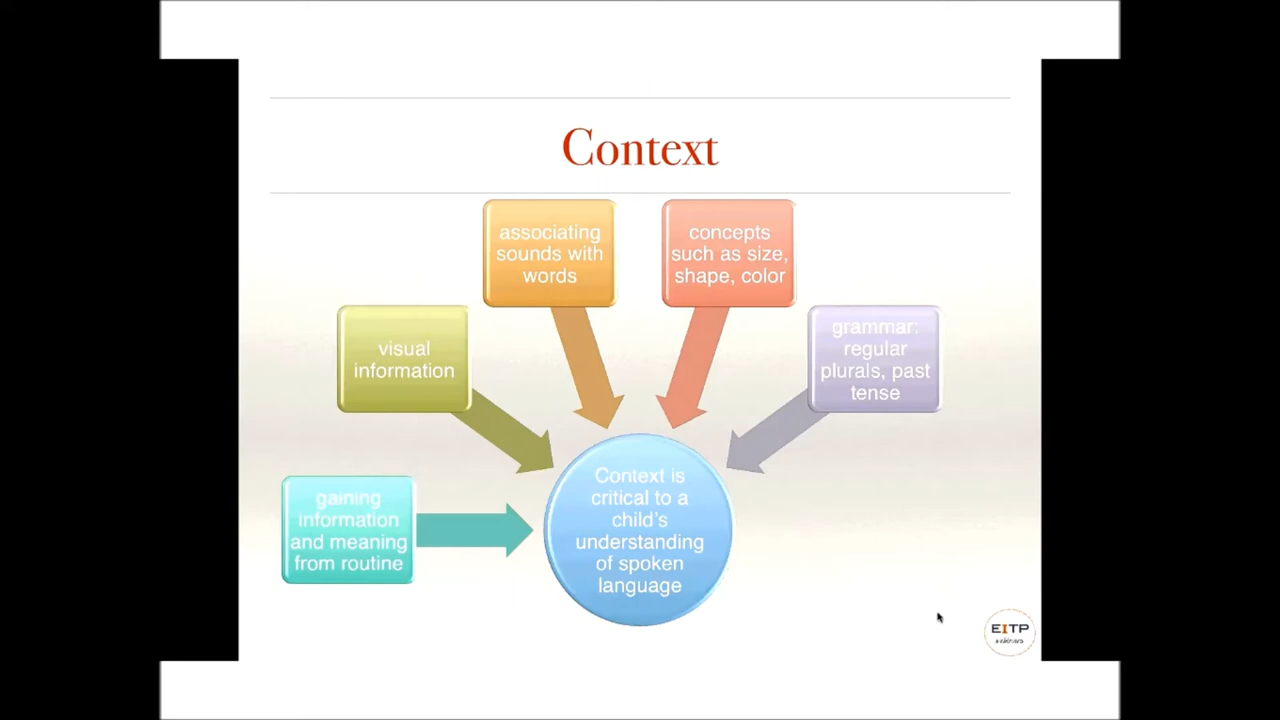 Context
associating
sounds with
words
concepts
such as size,
shape, color
visual
information
grammar:
regular
plurals, past
tense
gaining
information
and meaning
from routine
Context is
critical to a
child's
understanding
of spoken
language
EITP
webinars